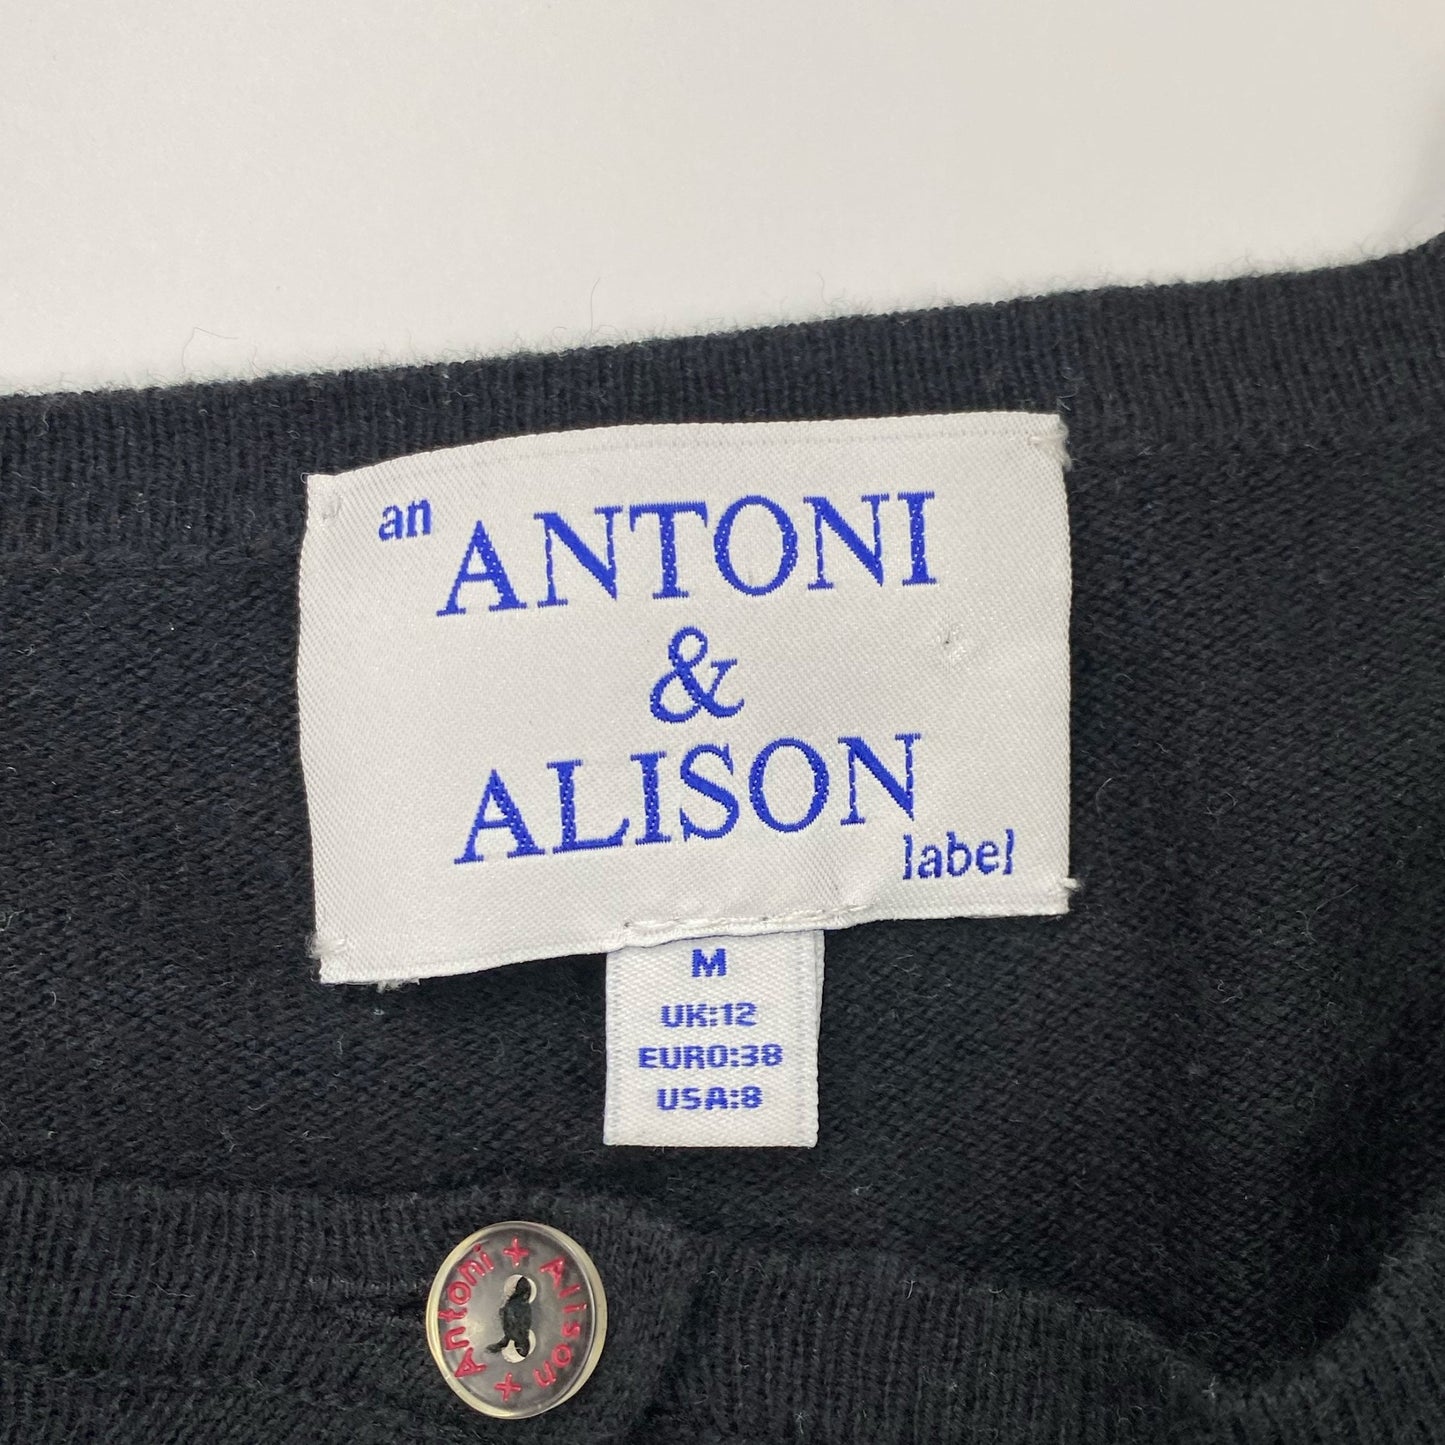 an ANTONI
&
ALISON
label
M
UK:12
EURO:38
USA:8
Antoni + Alison x